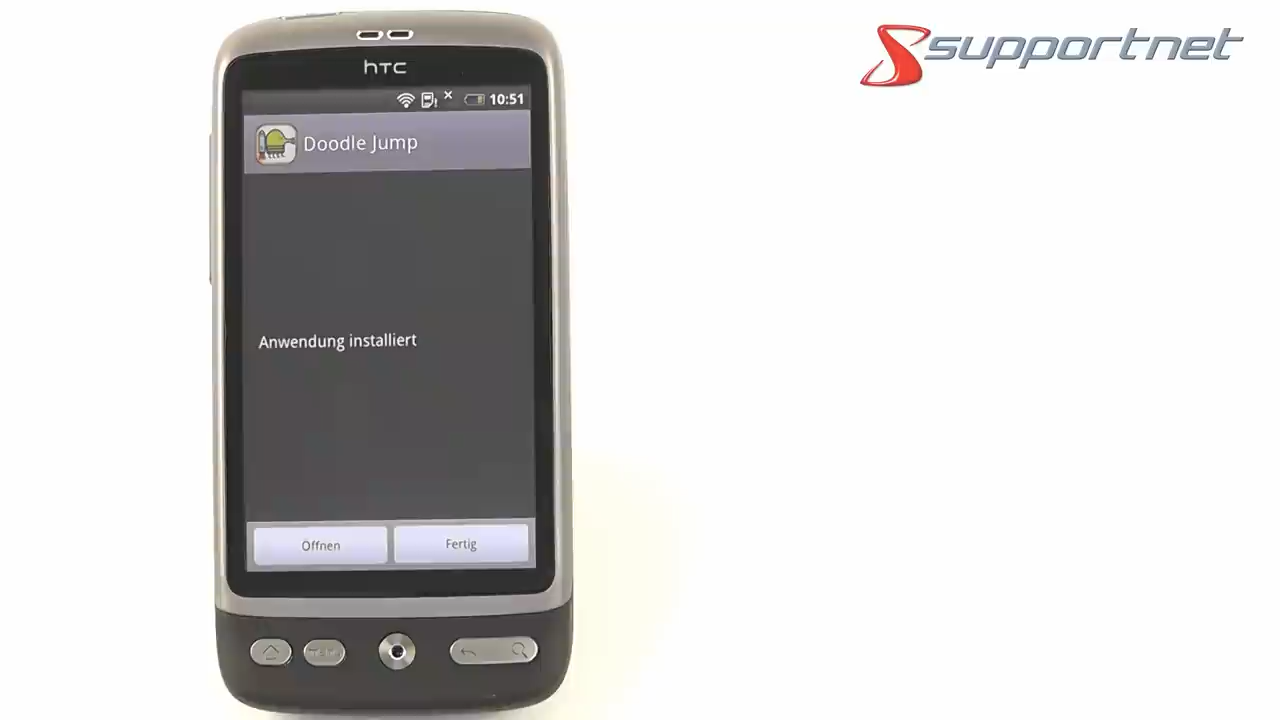 supportnet
hTC
10:51
Doodle Jump
Anwendung installiert
Öffnen
Fertig